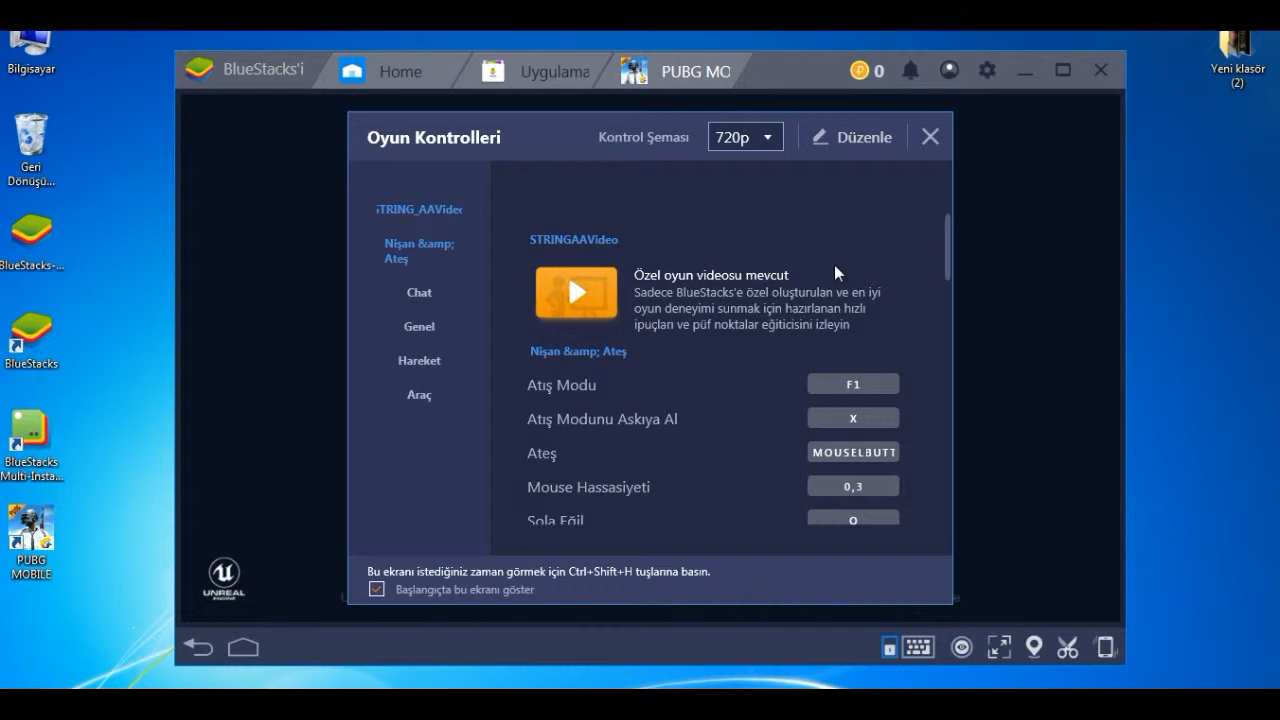 Bilgisayar
Geri
Dönüşü...
BlueStacks-...
BlueStacks
BlueStacks
Multi-Insta...
PUBG
MOBILE
Yeni klasör
(2)
BlueStacks'i
Home
Uygulama
PUBG MO
0
Oyun Kontrolleri
Kontrol Şeması
720p
Düzenle
STRING_AAVideo
Nişan &amp;
Ateş
Chat
Genel
Hareket
Araç
STRINGAAVideo
Özel oyun videosu mevcut
Sadece BlueStacks'e özel oluşturulan ve en iyi
oyun deneyimi sunmak için hazırlanan hızlı
ipuçları ve püf noktalar eğiticisini izleyin
Nişan &amp; Ateş
Atış Modu F1
Atış Modunu Askıya Al X
Ateş MOUSELBUTT
Mouse Hassasiyeti 0,3
Sola Eğil Q
Bu ekranı istediğiniz zaman görmek için Ctrl+Shift+H tuşlarına basın.
Başlangıçta bu ekranı göster
UNREAL
ENGINE